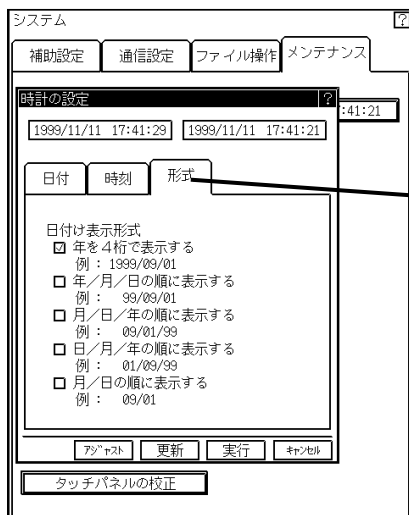 システム ?
補助設定 通信設定 ファイル操作 メンテナンス
時計の設定 ?
:41:21
1999/11/11 17:41:29 1999/11/11 17:41:21
日付 時刻 形式
日付け表示形式
年を4桁で表示する
例： 1999/09/01
年／月／日の順に表示する
例： 99/09/01
月／日／年の順に表示する
例： 09/01/99
日／月／年の順に表示する
例： 01/09/99
月／日の順に表示する
例： 09/01
ｱｼﾞｬｽﾄ 更新 実行 ｷｬﾝｾﾙ
タッチパネルの校正